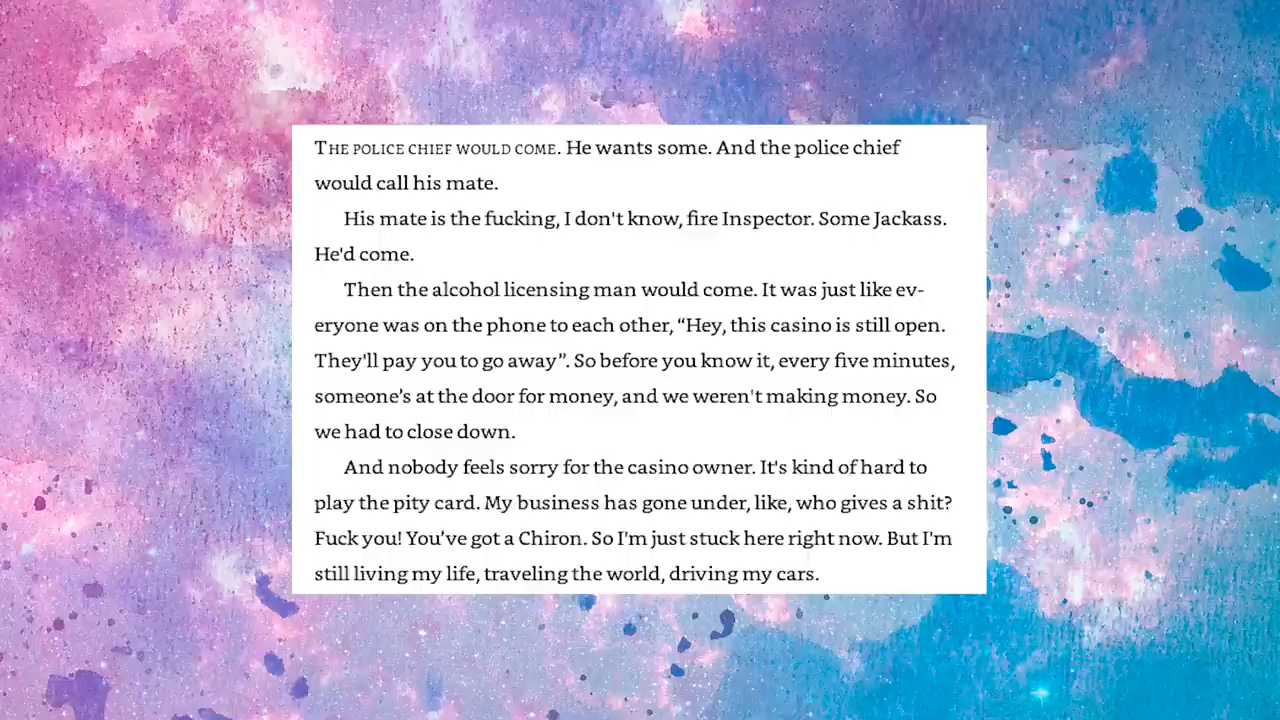 THE POLICE CHIEF WOULD COME. He wants some. And the police chief
would call his mate.
His mate is the fucking, I don't know, fire Inspector. Some Jackass.
He'd come.
Then the alcohol licensing man would come. It was just like ev-
eryone was on the phone to each other, “Hey, this casino is still open.
They'll pay you to go away”. So before you know it, every five minutes,
someone’s at the door for money, and we weren't making money. So
we had to close down.
And nobody feels sorry for the casino owner. It's kind of hard to
play the pity card. My business has gone under, like, who gives a shit?
Fuck you! You’ve got a Chiron. So I'm just stuck here right now. But I'm
still living my life, traveling the world, driving my cars.